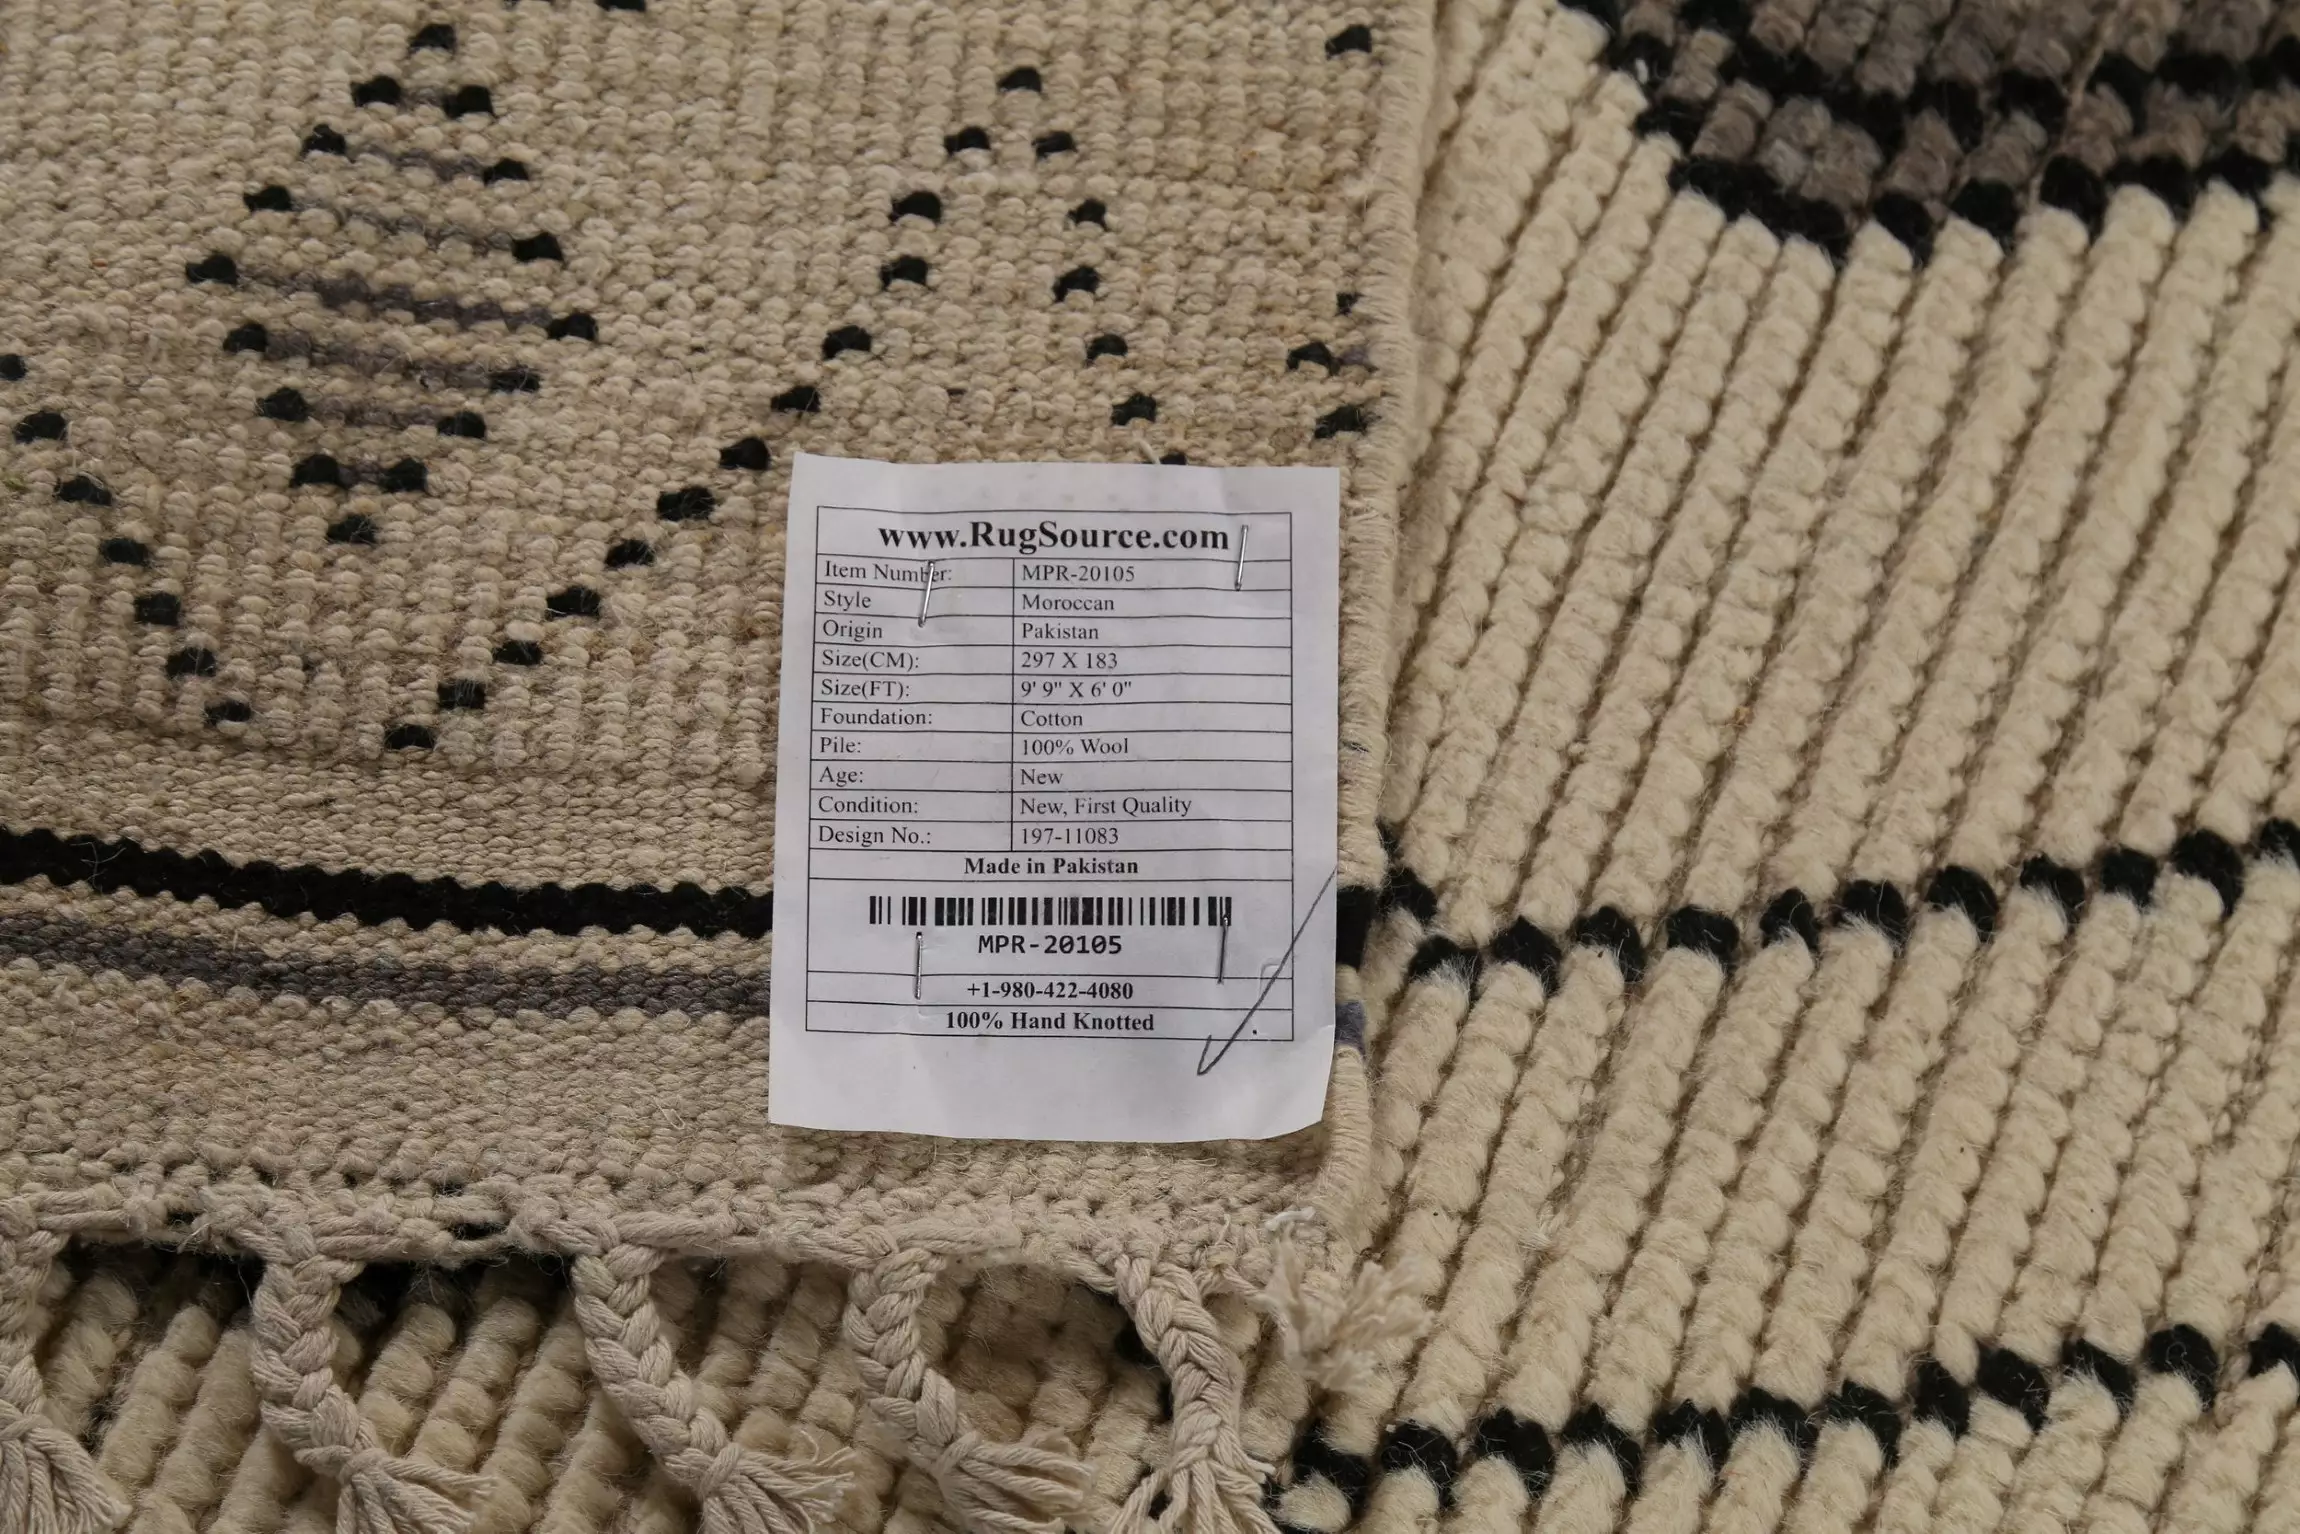 www.RugSource.com
Item Number: MPR-20105
Style Moroccan
Origin Pakistan
Size(CM): 297 X 183
Size(FT): 9' 9" X 6' 0"
Foundation: Cotton
Pile: 100% Wool
Age: New
Condition: New, First Quality
Design No.: 197-11083
Made in Pakistan
MPR-20105
+1-980-422-4080
100% Hand Knotted